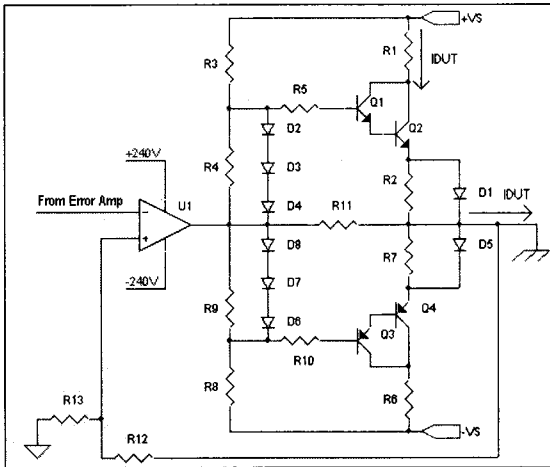 +VS
R1
IDUT
R3
R5
Q1
Q2
D2
+240V
R4
D3
R2
D1
IDUT
From Error Amp
U1
D4
R11
-
+
D8
R7
D5
-240V
D7
R9
D6
Q4
Q3
R10
R13
R8
R6
R12
-VS